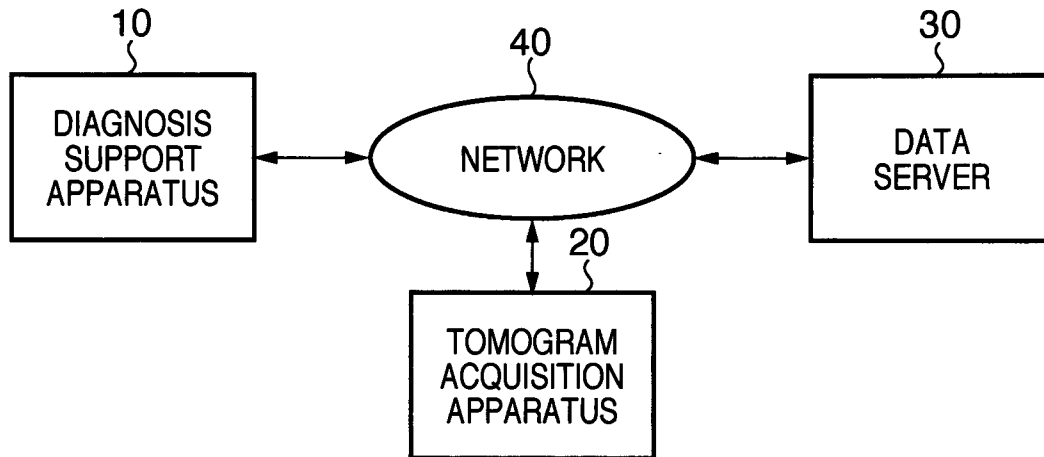 10
DIAGNOSIS
SUPPORT
APPARATUS
40
NETWORK
30
DATA
SERVER
20
TOMOGRAM
ACQUISITION
APPARATUS